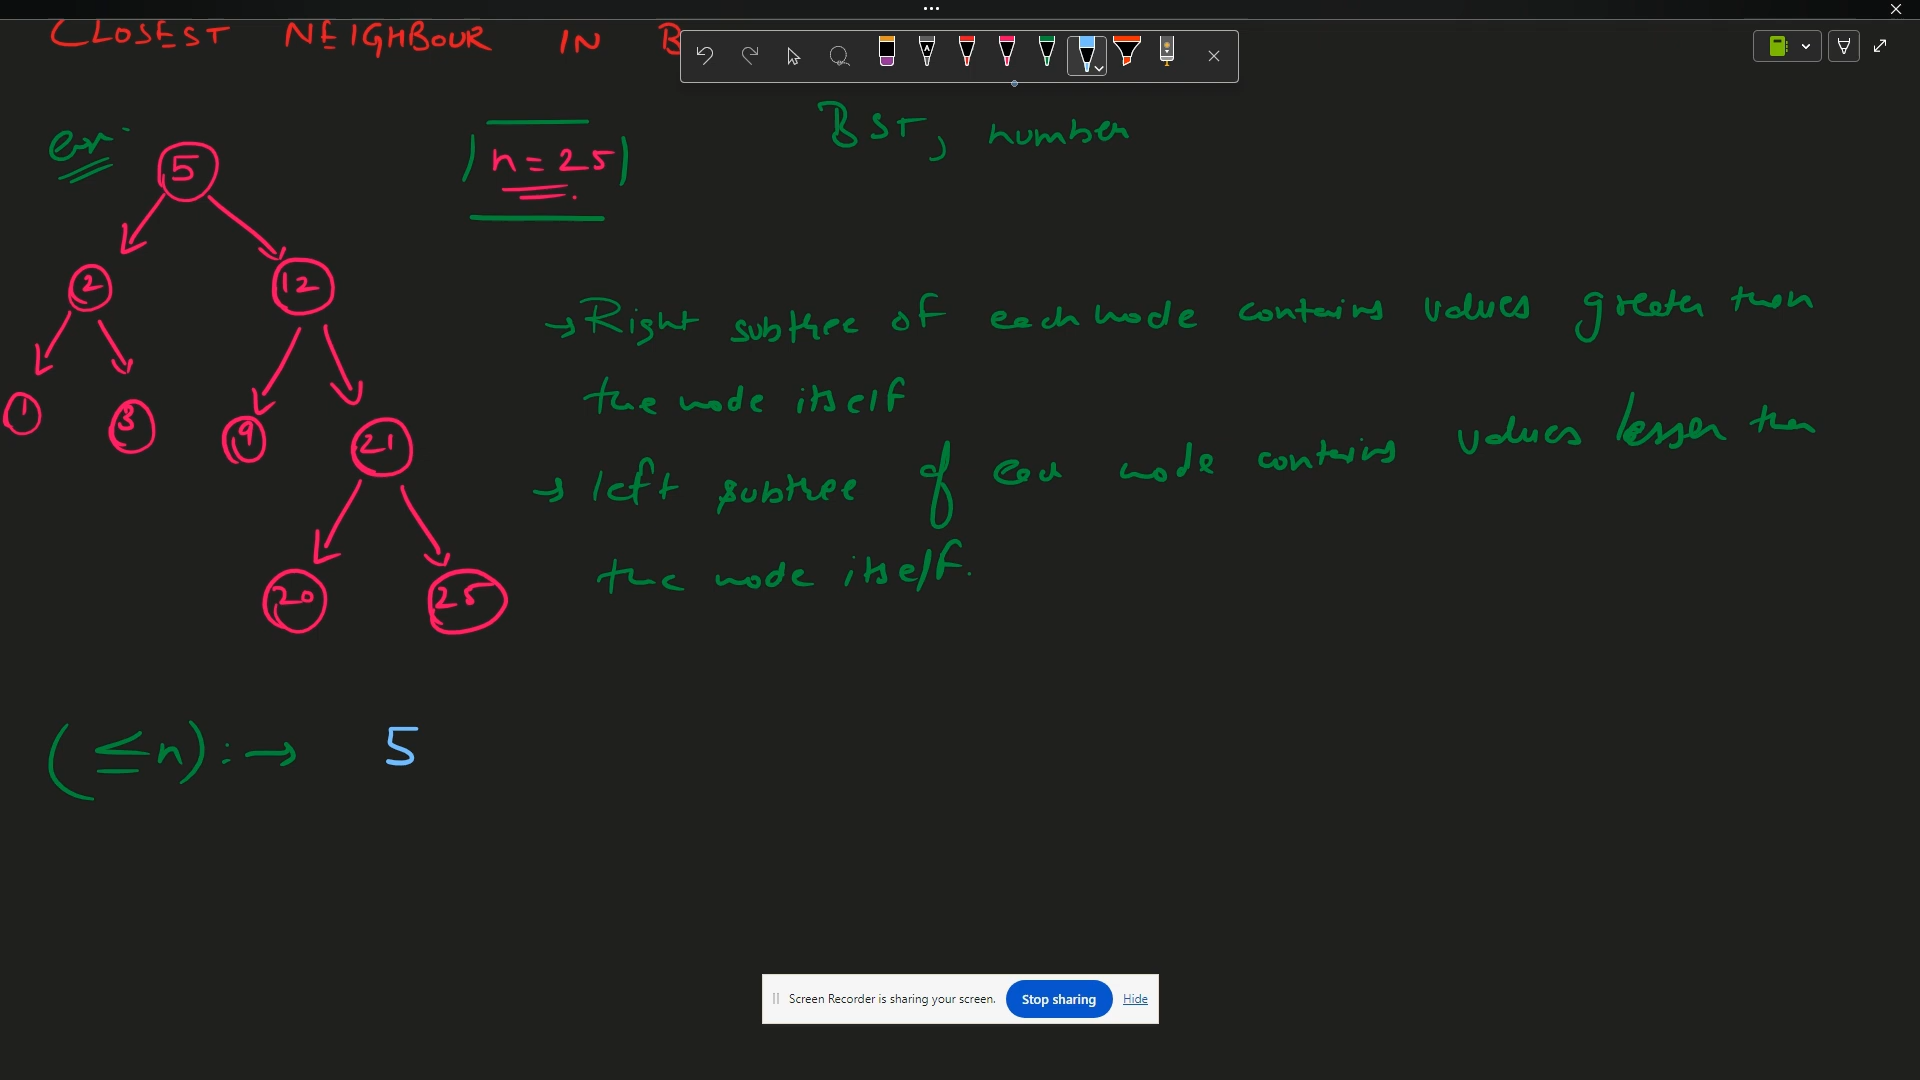 CLOSEST NEIGHBOUR IN B
ex:
n = 25
BST, number
5
2
12
1
3
9
21
20
25
→ Right subtree of each node contains values greater than
the node itself
→ left subtree of each node contains values lesser than
the node itself.
(≤n) :→ 5
Screen Recorder is sharing your screen. Stop sharing Hide